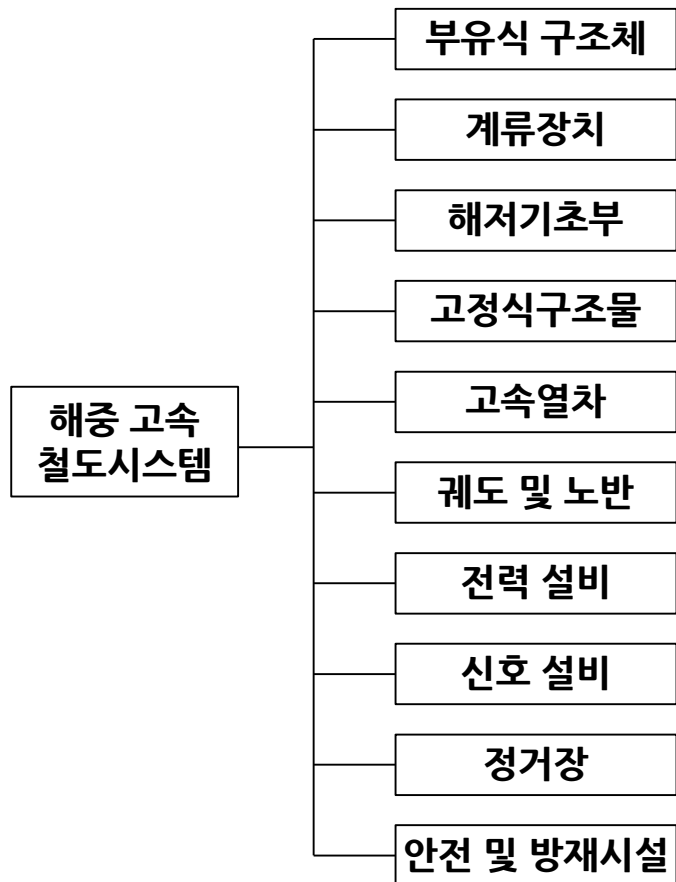 부유식 구조체
계류장치
해저기초부
고정식구조물
해중 고속
철도시스템
고속열차
궤도 및 노반
전력 설비
신호 설비
정거장
안전 및 방재시설